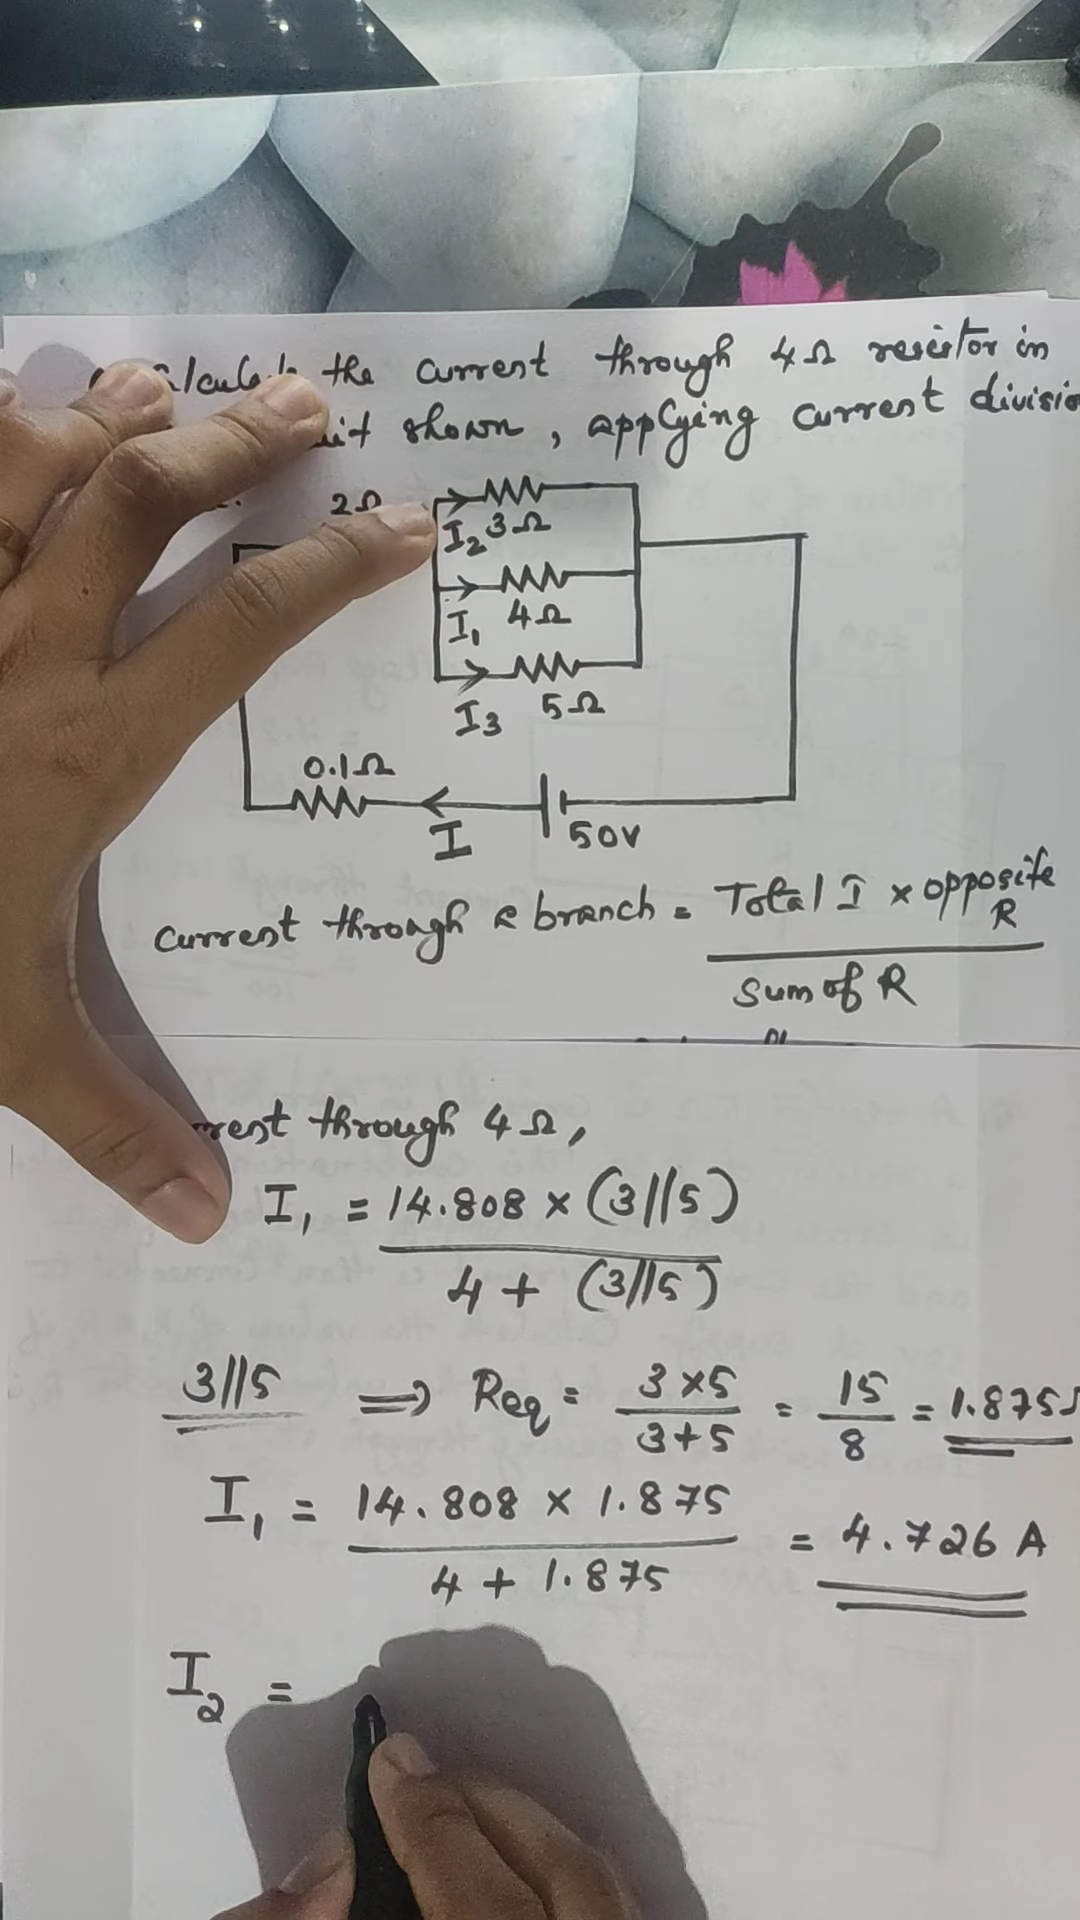 the current through 4Ω resistor in
shown, applying current
2Ω
I₂ 3Ω
I₁ 4Ω
I₃ 5Ω
0.1Ω
I 50V
current through a branch = Total I × opposite R / Sum of R
through 4Ω,
I₁ = 14.808 × (3//5) / 4 + (3//5)
3//5 ⇒ Req = 3×5 / 3+5 = 15 / 8 = 1.875Ω
I₁ = 14.808 × 1.875 / 4 + 1.875 = 4.726 A
I₂ =